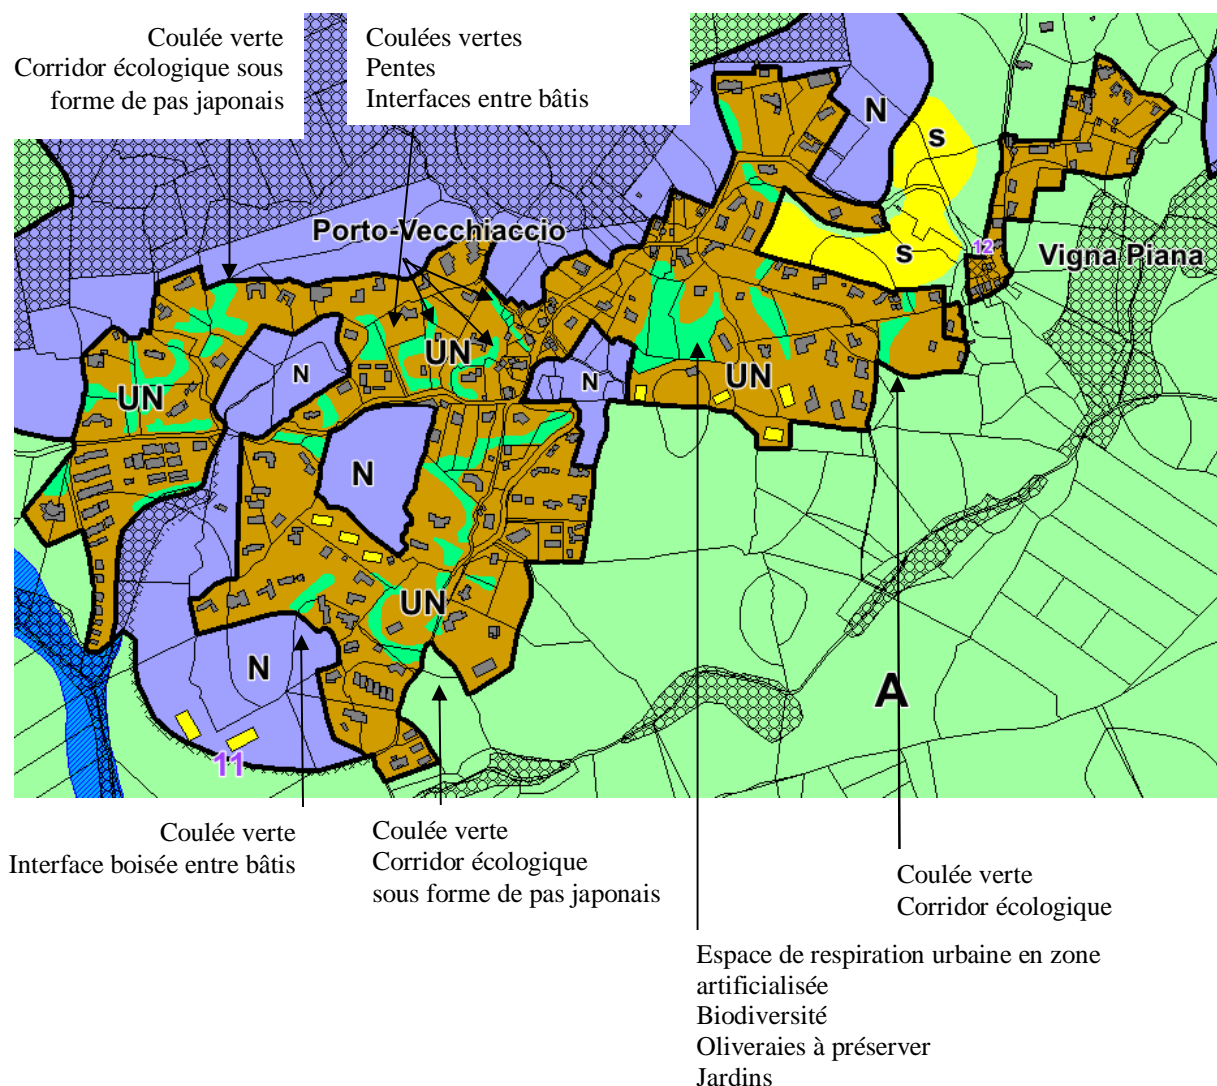 Coulée verte
Corridor écologique sous
forme de pas japonais
Coulées vertes
Pentes
Interfaces entre bâtis
N
s
Porto-Vecchiaccio
s
12
Vigna Piana
UN
N
UN
N
UN
N
UN
N
A
11
Coulée verte
Interface boisée entre bâtis
Coulée verte
Corridor écologique
sous forme de pas japonais
Coulée verte
Corridor écologique
Espace de respiration urbaine en zone
artificialisée
Biodiversité
Oliveraies à préserver
Jardins